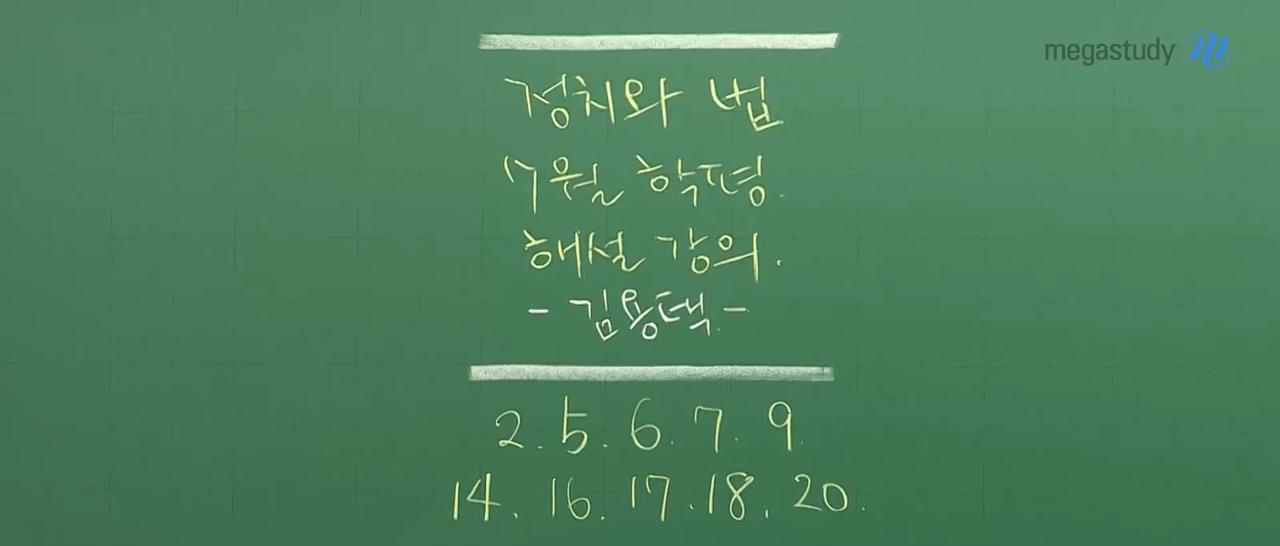 megastudy
정치와 법
7월 학평.
해설 강의.
- 김용택 -
2. 5. 6. 7. 9.
14. 16. 17. 18. 20.